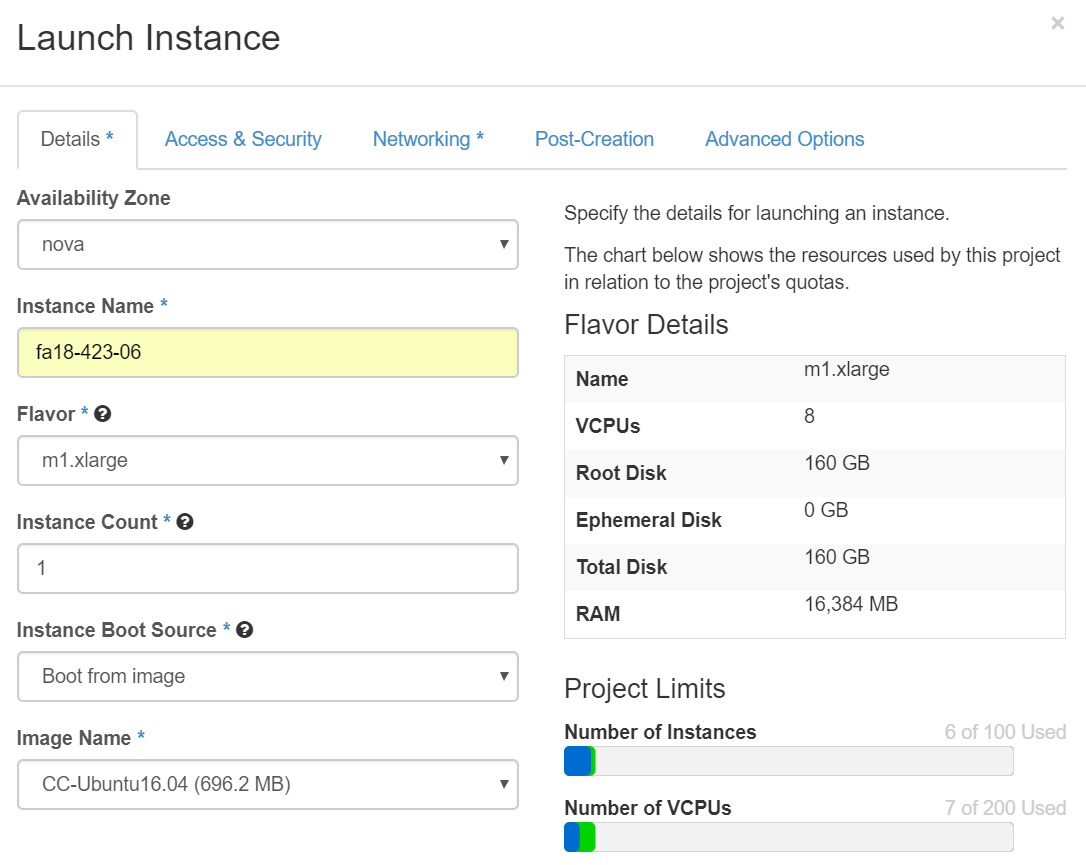 Launch Instance
×
Details *
Access & Security
Networking *
Post-Creation
Advanced Options
Availability Zone
nova
Instance Name *
fa18-423-06
Flavor *
m1.xlarge
Instance Count *
1
Instance Boot Source *
Boot from image
Image Name *
CC-Ubuntu16.04 (696.2 MB)
Specify the details for launching an instance.
The chart below shows the resources used by this project
in relation to the project's quotas.
Flavor Details
Name m1.xlarge
VCPUs 8
Root Disk 160 GB
Ephemeral Disk 0 GB
Total Disk 160 GB
RAM 16,384 MB
Project Limits
Number of Instances 6 of 100 Used
Number of VCPUs 7 of 200 Used